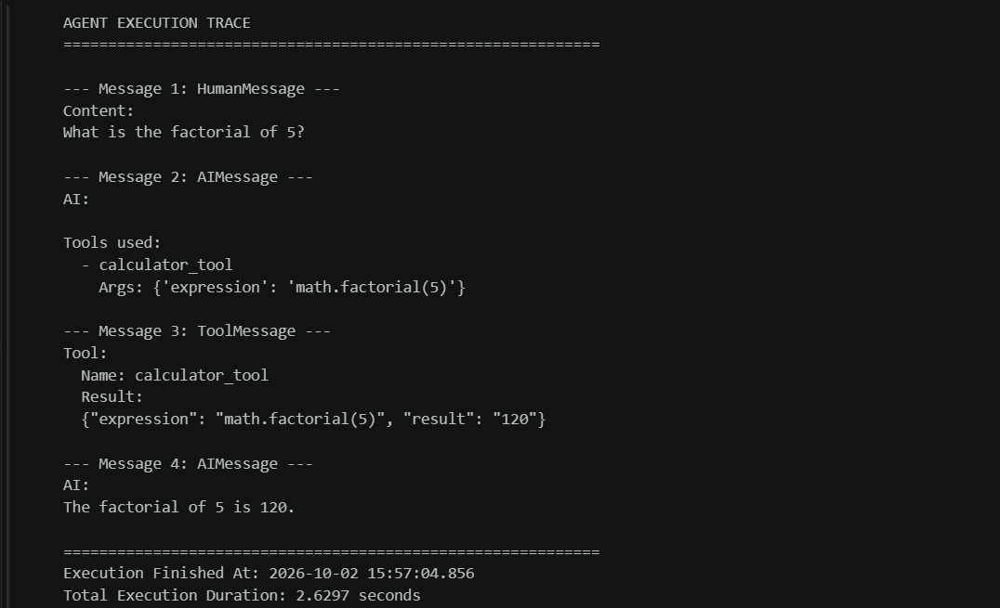 AGENT EXECUTION TRACE
============================================================
--- Message 1: HumanMessage ---
Content:
What is the factorial of 5?
--- Message 2: AIMessage ---
AI:
Tools used:
- calculator_tool
Args: {'expression': 'math.factorial(5)'}
--- Message 3: ToolMessage ---
Tool:
Name: calculator_tool
Result:
{"expression": "math.factorial(5)", "result": "120"}
--- Message 4: AIMessage ---
AI:
The factorial of 5 is 120.
============================================================
Execution Finished At: 2026-10-02 15:57:04.856
Total Execution Duration: 2.6297 seconds